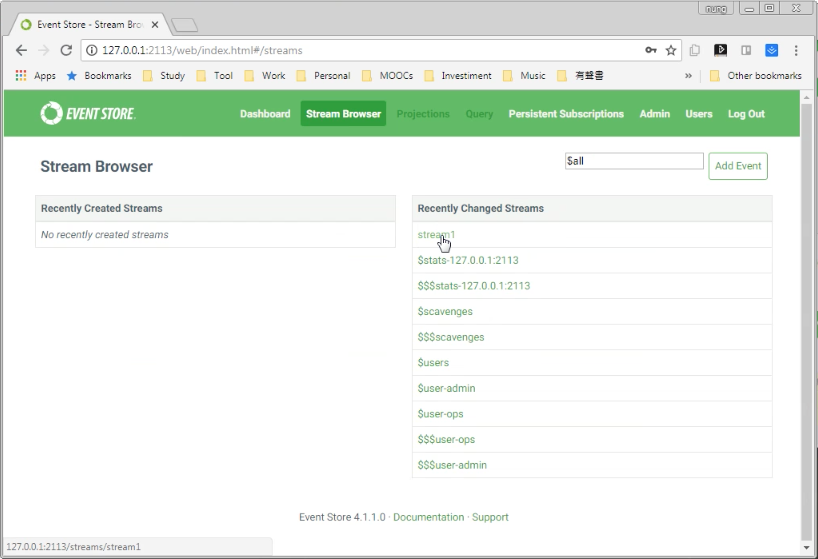 nung
Event Store - Stream Bro
127.0.0.1:2113/web/index.html#/streams
Apps Bookmarks Study Tool Work Personal MOOCs Investiment Music 有聲書 » Other bookmarks
EVENT STORE Dashboard Stream Browser Projections Query Persistent Subscriptions Admin Users Log Out
Stream Browser $all Add Event
Recently Created Streams
No recently created streams
Recently Changed Streams
stream1
$stats-127.0.0.1:2113
$$$stats-127.0.0.1:2113
$scavenges
$$$scavenges
$users
$user-admin
$user-ops
$$$user-ops
$$$user-admin
Event Store 4.1.1.0 · Documentation · Support
127.0.0.1:2113/streams/stream1